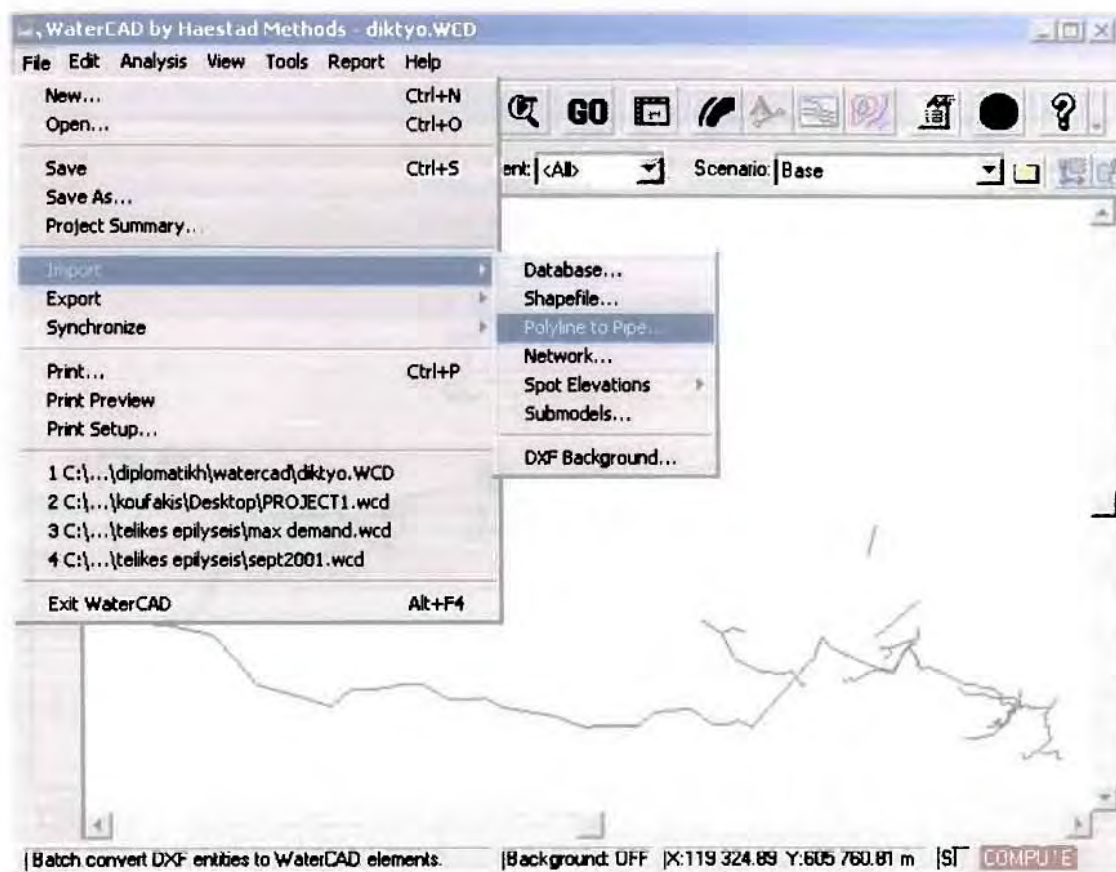 WaterCAD by Haestad Methods - diktyo.WCD
File Edit Analysis View Tools Report Help
New... Ctrl+N
Open... Ctrl+O
Save Ctrl+S
Save As...
Project Summary...
Import
Export
Synchronize
Print... Ctrl+P
Print Preview
Print Setup...
1 C:\...\diplomatikh\watercad\diktyo.WCD
2 C:\...\koufakis\Desktop\PROJECT1.wcd
3 C:\...\telikes epilyseis\max demand.wcd
4 C:\...\telikes epilyseis\sept2001.wcd
Exit WaterCAD Alt+F4
GO
ent: <All> Scenario: Base
Database...
Shapefile...
Polyline to Pipe...
Network...
Spot Elevations
Submodels...
DXF Background...
Batch convert DXF entities to WaterCAD elements. Background: OFF X:119 324.89 Y:605 760.81 m SI COMPUTE